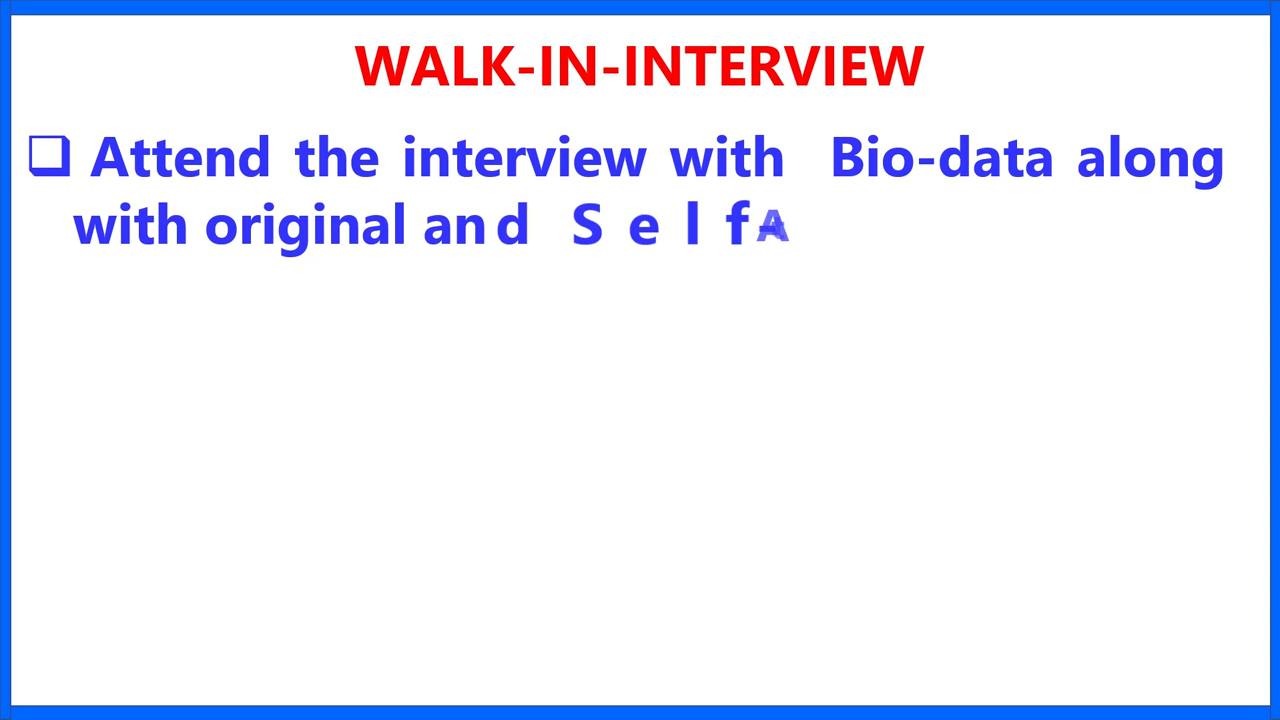 WALK-IN-INTERVIEW
❑ Attend the interview with Bio-data along
with original and Self-A